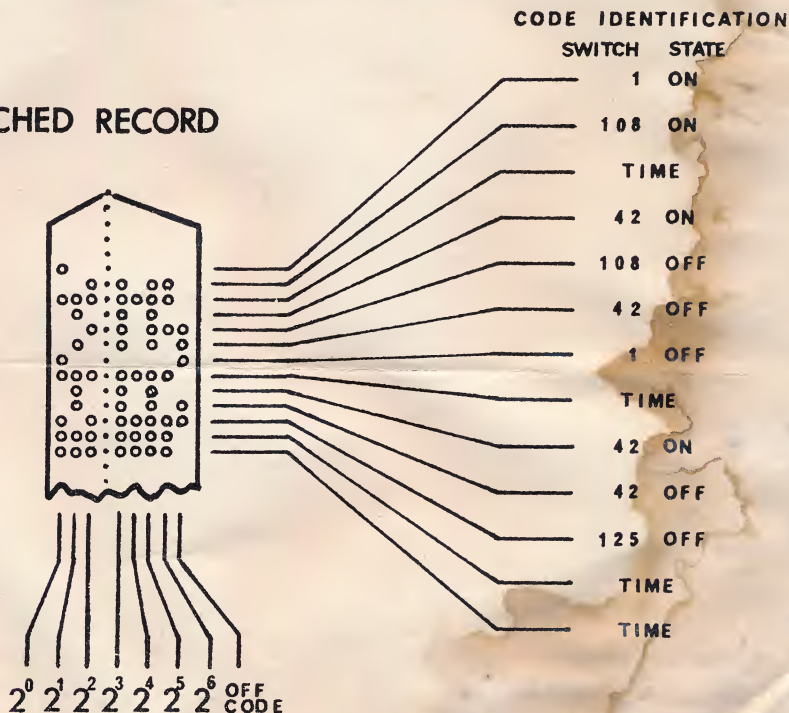 CODE IDENTIFICATION
SWITCH STATE
1 ON
CHED RECORD
108 ON
TIME
42 ON
108 OFF
42 OFF
1 OFF
TIME
42 ON
42 OFF
125 OFF
TIME
TIME
2⁰ 2¹ 2² 2³ 2⁴ 2⁵ 2⁶ OFF CODE